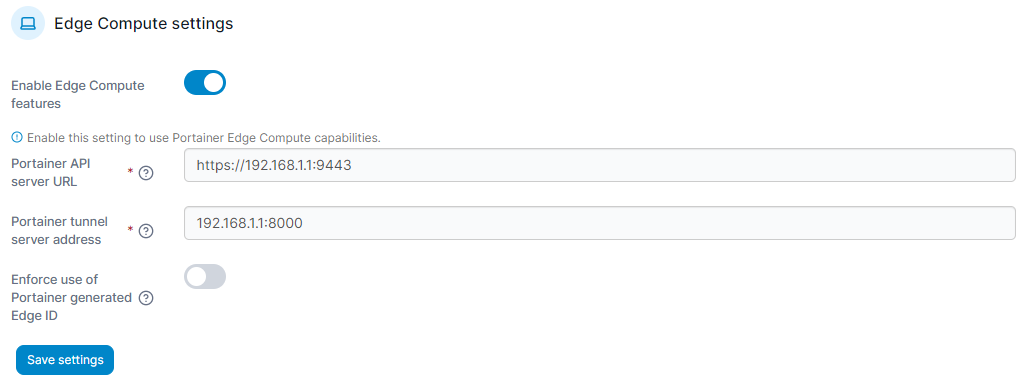 Edge Compute settings
Enable Edge Compute
features
Enable this setting to use Portainer Edge Compute capabilities.
Portainer API
server URL * https://192.168.1.1:9443
Portainer tunnel
server address * 192.168.1.1:8000
Enforce use of
Portainer generated
Edge ID
Save settings